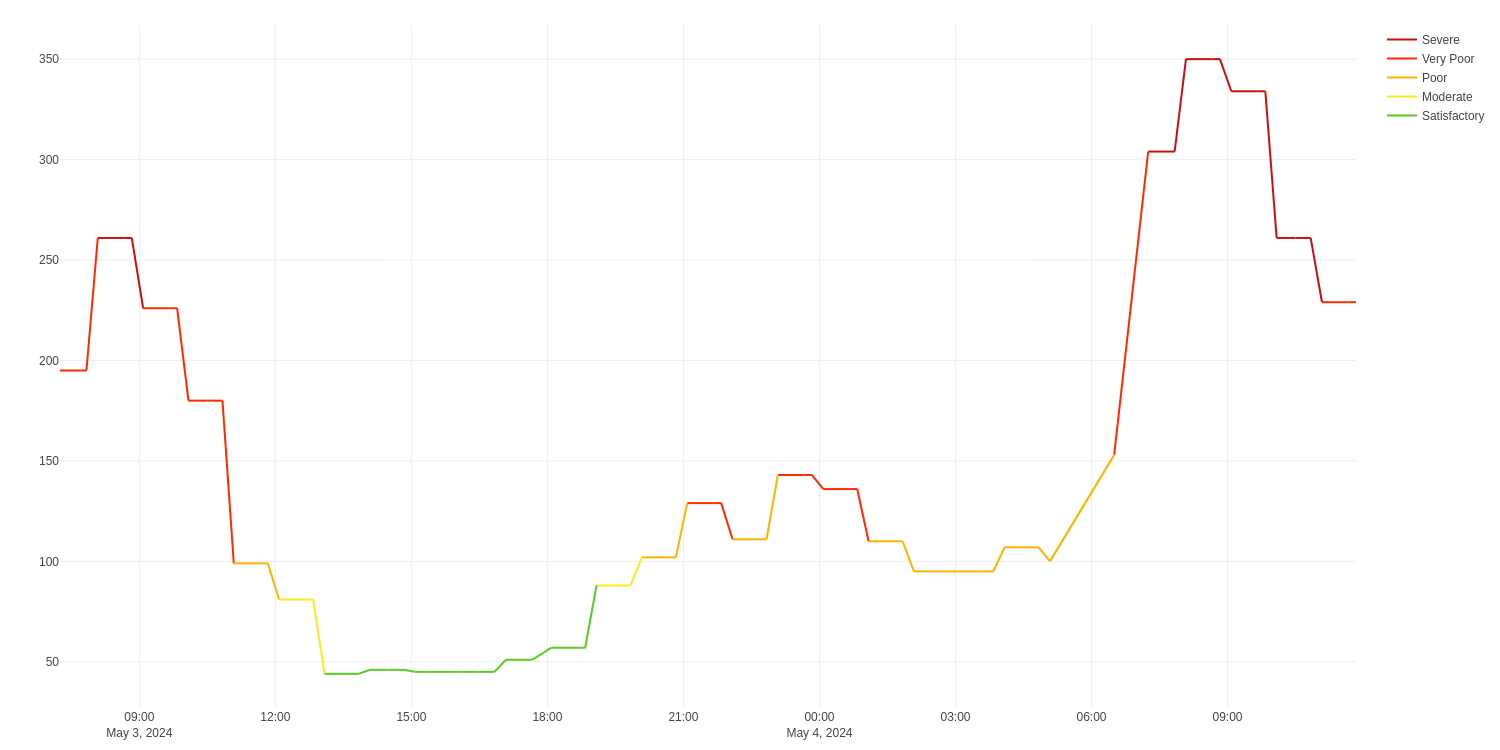 350
300
250
200
150
100
50
09:00
May 3, 2024
12:00
15:00
18:00
21:00
00:00
May 4, 2024
03:00
06:00
09:00
Severe
Very Poor
Poor
Moderate
Satisfactory